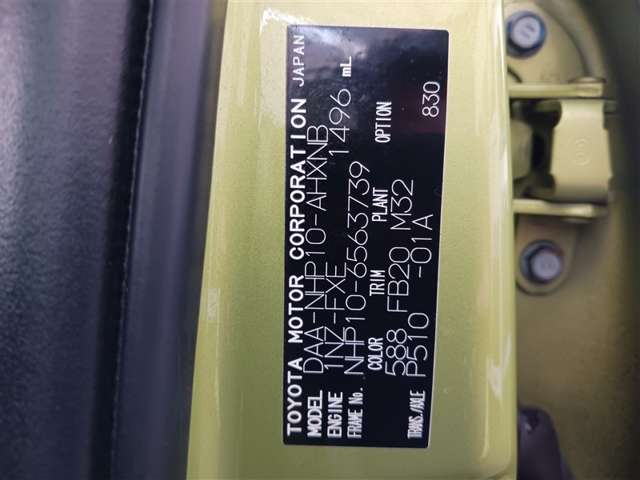 TOYOTA MOTOR CORPORATION JAPAN
MODEL DAA-NHP10-AHXNB
ENGINE 1NZ-FXE 1496 mL
FRAME No. NHP10-6563739
COLOR TRIM PLANT OPTION
588 FB20 M32
TRANS./AXLE P510 -01A 830